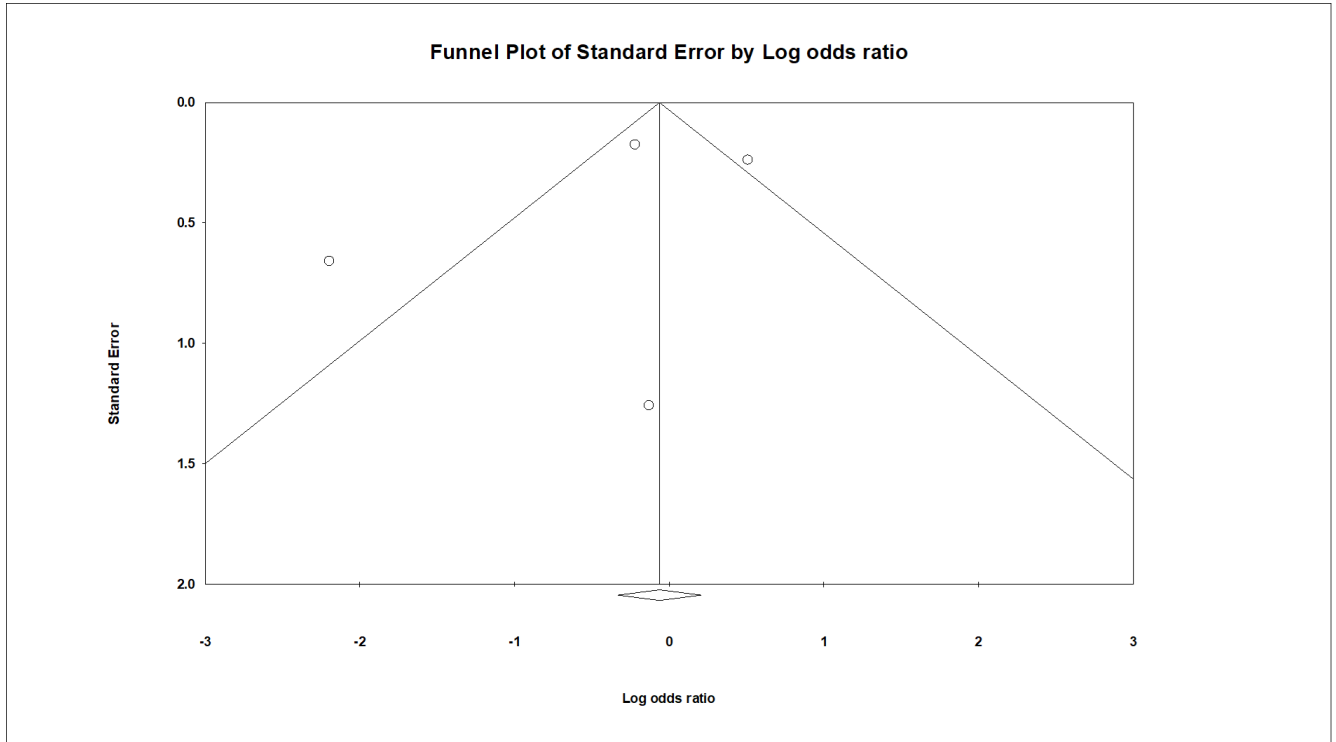 Funnel Plot of Standard Error by Log odds ratio
0.0
0.5
1.0
1.5
2.0
Standard Error
-3 -2 -1 0 1 2 3
Log odds ratio